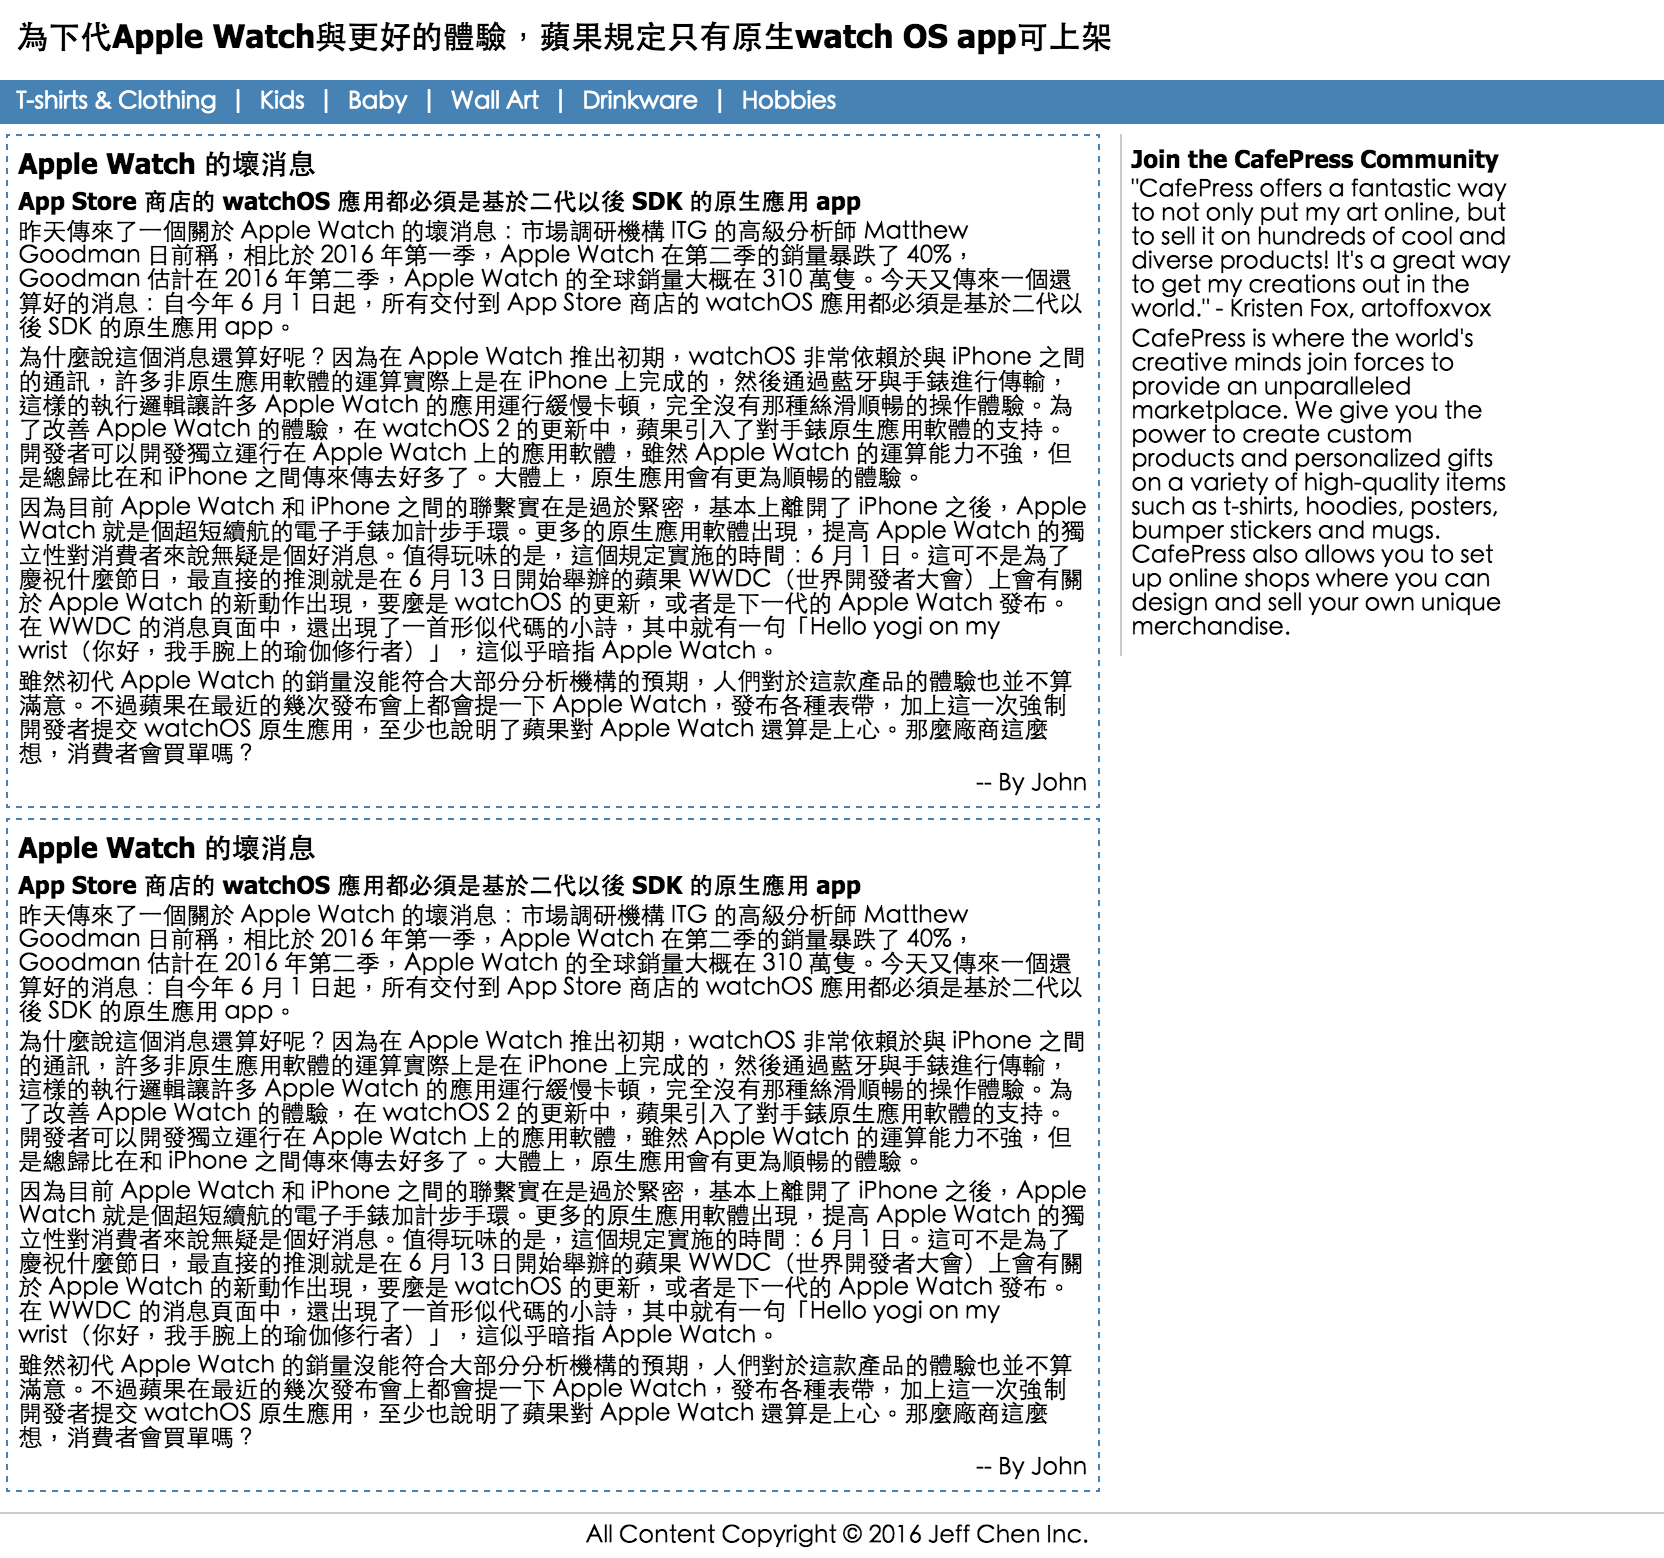 為下代Apple Watch與更好的體驗，蘋果規定只有原生watch OS app可上架
T-shirts & Clothing | Kids | Baby | Wall Art | Drinkware | Hobbies
Apple Watch 的壞消息
App Store 商店的 watchOS 應用都必須是基於二代以後 SDK 的原生應用 app
昨天傳來了一個關於 Apple Watch 的壞消息：市場調研機構 ITG 的高級分析師 Matthew
Goodman 日前稱，相比於 2016 年第一季，Apple Watch 在第二季的銷量暴跌了 40%，
Goodman 估計在 2016 年第二季，Apple Watch 的全球銷量大概在 310 萬隻。今天又傳來一個還
算好的消息：自今年 6 月 1 日起，所有交付到 App Store 商店的 watchOS 應用都必須是基於二代以
後 SDK 的原生應用 app。
為什麼說這個消息還算好呢？因為在 Apple Watch 推出初期，watchOS 非常依賴於與 iPhone 之間
的通訊，許多非原生應用軟體的運算實際上是在 iPhone 上完成的，然後通過藍牙與手錶進行傳輸，
這樣的執行邏輯讓許多 Apple Watch 的應用運行緩慢卡頓，完全沒有那種絲滑順暢的操作體驗。為
了改善 Apple Watch 的體驗，在 watchOS 2 的更新中，蘋果引入了對手錶原生應用軟體的支持。
開發者可以開發獨立運行在 Apple Watch 上的應用軟體，雖然 Apple Watch 的運算能力不強，但
是總歸比在和 iPhone 之間傳來傳去好多了。大體上，原生應用會有更為順暢的體驗。
因為目前 Apple Watch 和 iPhone 之間的聯繫實在是過於緊密，基本上離開了 iPhone 之後，Apple
Watch 就是個超短續航的電子手錶加計步手環。更多的原生應用軟體出現，提高 Apple Watch 的獨
立性對消費者來說無疑是個好消息。值得玩味的是，這個規定實施的時間：6 月 1 日。這可不是為了
慶祝什麼節日，最直接的推測就是在 6 月 13 日開始舉辦的蘋果 WWDC（世界開發者大會）上會有關
於 Apple Watch 的新動作出現，要麼是 watchOS 的更新，或者是下一代的 Apple Watch 發布。
在 WWDC 的消息頁面中，還出現了一首形似代碼的小詩，其中就有一句「Hello yogi on my
wrist（你好，我手腕上的瑜伽修行者）」，這似乎暗指 Apple Watch。
雖然初代 Apple Watch 的銷量沒能符合大部分分析機構的預期，人們對於這款產品的體驗也並不算
滿意。不過蘋果在最近的幾次發布會上都會提一下 Apple Watch，發布各種表帶，加上這一次強制
開發者提交 watchOS 原生應用，至少也說明了蘋果對 Apple Watch 還算是上心。那麼廠商這麼
想，消費者會買單嗎？
-- By John
Apple Watch 的壞消息
App Store 商店的 watchOS 應用都必須是基於二代以後 SDK 的原生應用 app
昨天傳來了一個關於 Apple Watch 的壞消息：市場調研機構 ITG 的高級分析師 Matthew
Goodman 日前稱，相比於 2016 年第一季，Apple Watch 在第二季的銷量暴跌了 40%，
Goodman 估計在 2016 年第二季，Apple Watch 的全球銷量大概在 310 萬隻。今天又傳來一個還
算好的消息：自今年 6 月 1 日起，所有交付到 App Store 商店的 watchOS 應用都必須是基於二代以
後 SDK 的原生應用 app。
為什麼說這個消息還算好呢？因為在 Apple Watch 推出初期，watchOS 非常依賴於與 iPhone 之間
的通訊，許多非原生應用軟體的運算實際上是在 iPhone 上完成的，然後通過藍牙與手錶進行傳輸，
這樣的執行邏輯讓許多 Apple Watch 的應用運行緩慢卡頓，完全沒有那種絲滑順暢的操作體驗。為
了改善 Apple Watch 的體驗，在 watchOS 2 的更新中，蘋果引入了對手錶原生應用軟體的支持。
開發者可以開發獨立運行在 Apple Watch 上的應用軟體，雖然 Apple Watch 的運算能力不強，但
是總歸比在和 iPhone 之間傳來傳去好多了。大體上，原生應用會有更為順暢的體驗。
因為目前 Apple Watch 和 iPhone 之間的聯繫實在是過於緊密，基本上離開了 iPhone 之後，Apple
Watch 就是個超短續航的電子手錶加計步手環。更多的原生應用軟體出現，提高 Apple Watch 的獨
立性對消費者來說無疑是個好消息。值得玩味的是，這個規定實施的時間：6 月 1 日。這可不是為了
慶祝什麼節日，最直接的推測就是在 6 月 13 日開始舉辦的蘋果 WWDC（世界開發者大會）上會有關
於 Apple Watch 的新動作出現，要麼是 watchOS 的更新，或者是下一代的 Apple Watch 發布。
在 WWDC 的消息頁面中，還出現了一首形似代碼的小詩，其中就有一句「Hello yogi on my
wrist（你好，我手腕上的瑜伽修行者）」，這似乎暗指 Apple Watch。
雖然初代 Apple Watch 的銷量沒能符合大部分分析機構的預期，人們對於這款產品的體驗也並不算
滿意。不過蘋果在最近的幾次發布會上都會提一下 Apple Watch，發布各種表帶，加上這一次強制
開發者提交 watchOS 原生應用，至少也說明了蘋果對 Apple Watch 還算是上心。那麼廠商這麼
想，消費者會買單嗎？
-- By John
Join the CafePress Community
"CafePress offers a fantastic way
to not only put my art online, but
to sell it on hundreds of cool and
diverse products! It's a great way
to get my creations out in the
world." - Kristen Fox, artoffoxvox
CafePress is where the world's
creative minds join forces to
provide an unparalleled
marketplace. We give you the
power to create custom
products and personalized gifts
on a variety of high-quality items
such as t-shirts, hoodies, posters,
bumper stickers and mugs.
CafePress also allows you to set
up online shops where you can
design and sell your own unique
merchandise.
All Content Copyright © 2016 Jeff Chen Inc.